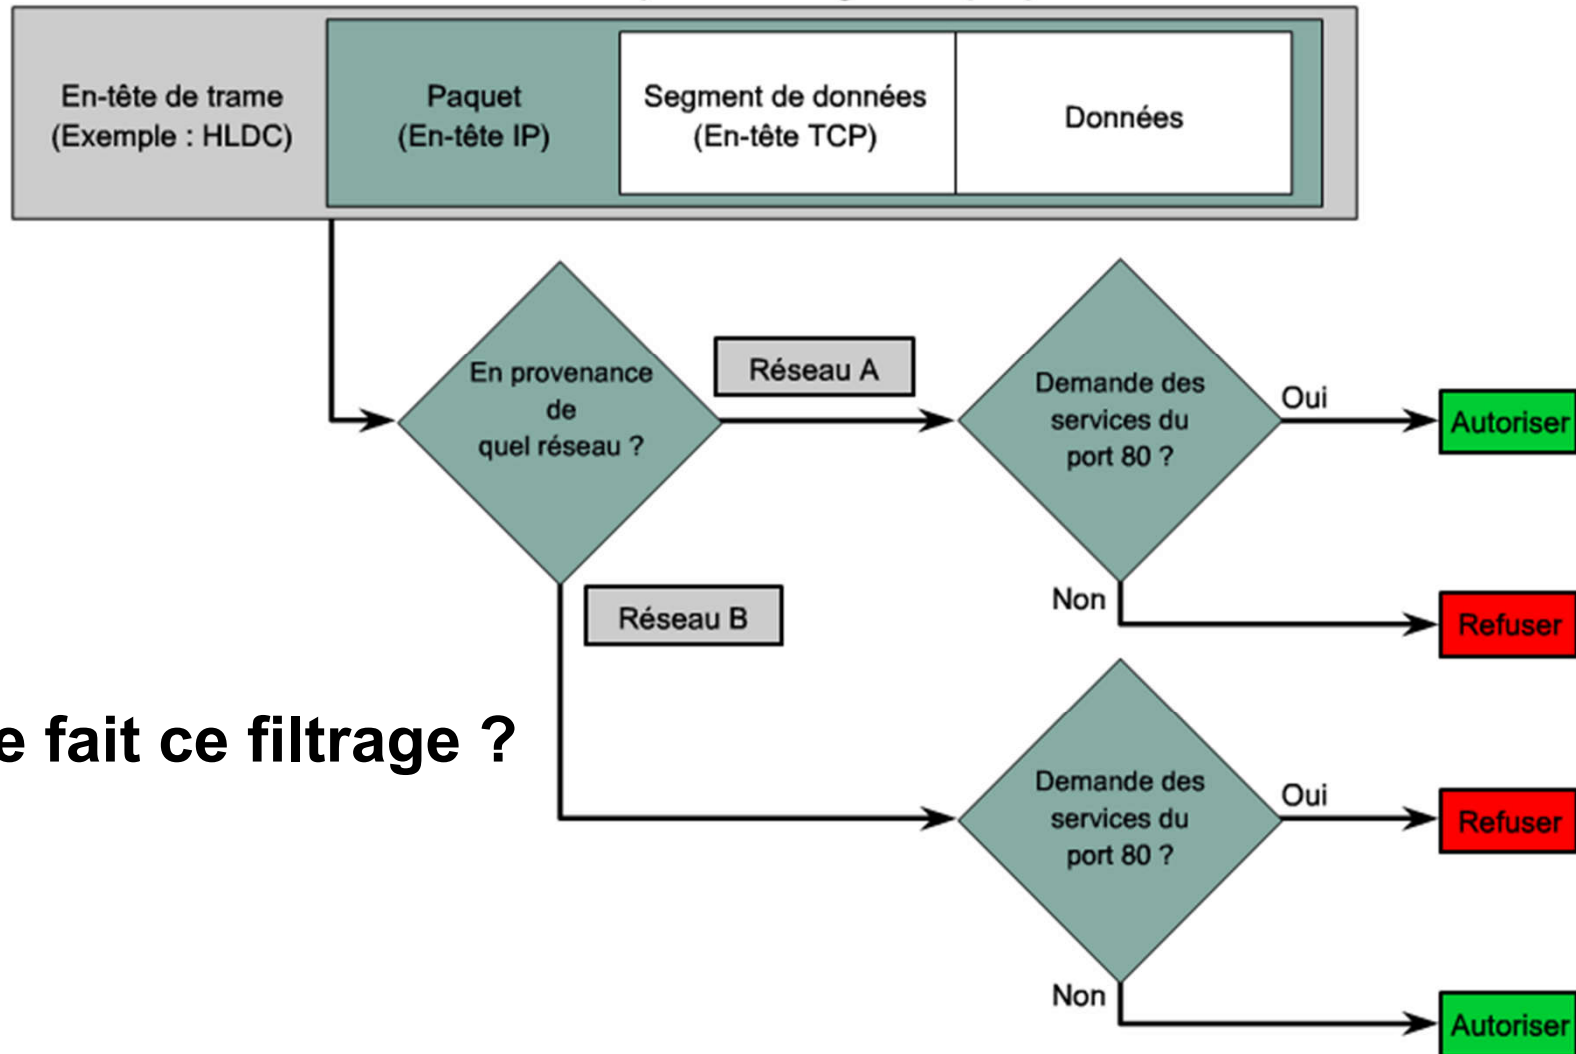 En-tête de trame
(Exemple : HLDC)
Paquet
(En-tête IP)
Segment de données
(En-tête TCP)
Données
En provenance
de
quel réseau ?
Réseau A
Demande des
services du
port 80 ?
Oui
Autoriser
Non
Refuser
Réseau B
e fait ce filtrage ?
Demande des
services du
port 80 ?
Oui
Refuser
Non
Autoriser